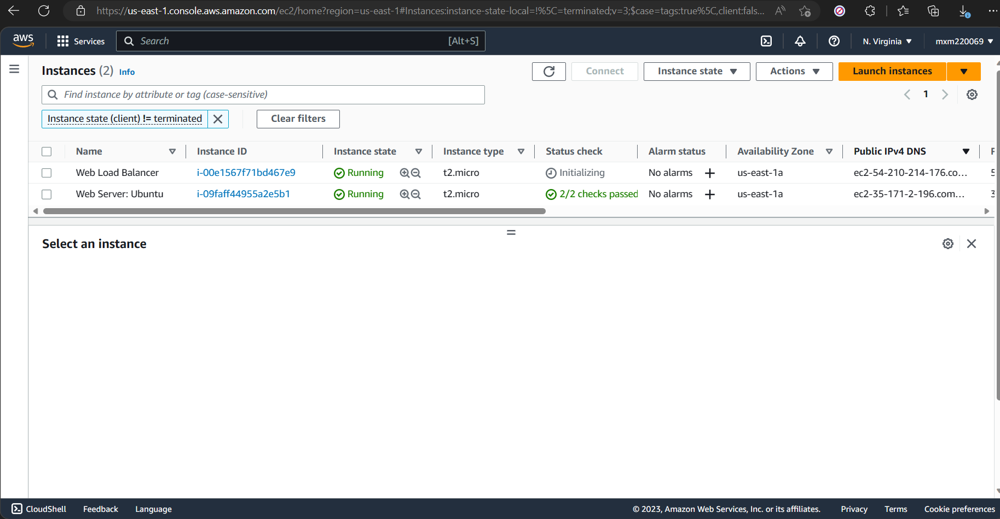 https://us-east-1.console.aws.amazon.com/ec2/home?region=us-east-1#Instances:instance-state-local=!%5C=terminated;v=3;$case=tags:true%5C,client:fals...
aws Services Search [Alt+S] N. Virginia mxm220069
Instances (2) Info Connect Instance state Actions Launch instances
Find instance by attribute or tag (case-sensitive) 1
Instance state (client) != terminated Clear filters
Name Instance ID Instance state Instance type Status check Alarm status Availability Zone Public IPv4 DNS
Web Load Balancer i-00e1567f71bd467e9 Running t2.micro Initializing No alarms us-east-1a ec2-54-210-214-176.co... 5
Web Server: Ubuntu i-09faff44955a2e5b1 Running t2.micro 2/2 checks passed No alarms us-east-1a ec2-35-171-2-196.com... 3
Select an instance
CloudShell Feedback Language © 2023, Amazon Web Services, Inc. or its affiliates. Privacy Terms Cookie preferences